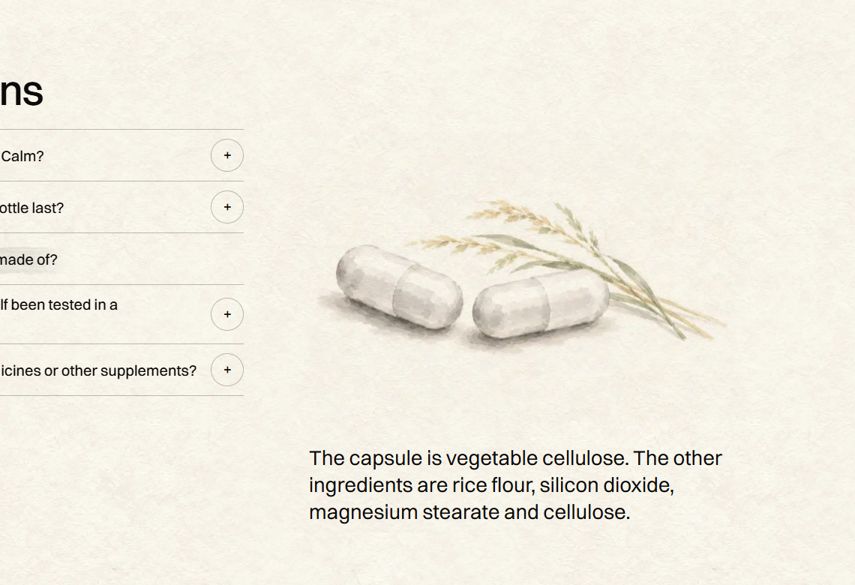 ns
Calm?
+
ottle last?
+
made of?
lf been tested in a
+
icines or other supplements?
+
The capsule is vegetable cellulose. The other
ingredients are rice flour, silicon dioxide,
magnesium stearate and cellulose.